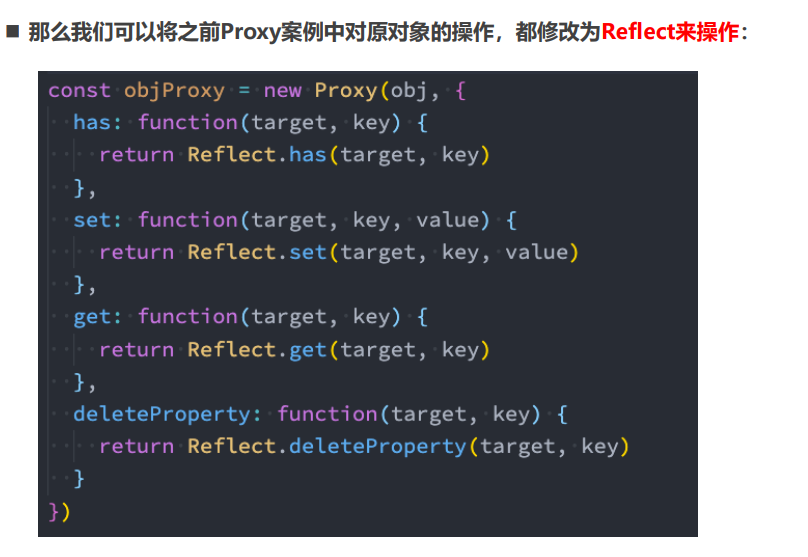 ■ 那么我们可以将之前Proxy案例中对原对象的操作，都修改为Reflect来操作：
const objProxy = new Proxy(obj, {
  has: function(target, key) {
    return Reflect.has(target, key)
  },
  set: function(target, key, value) {
    return Reflect.set(target, key, value)
  },
  get: function(target, key) {
    return Reflect.get(target, key)
  },
  deleteProperty: function(target, key) {
    return Reflect.deleteProperty(target, key)
  }
})